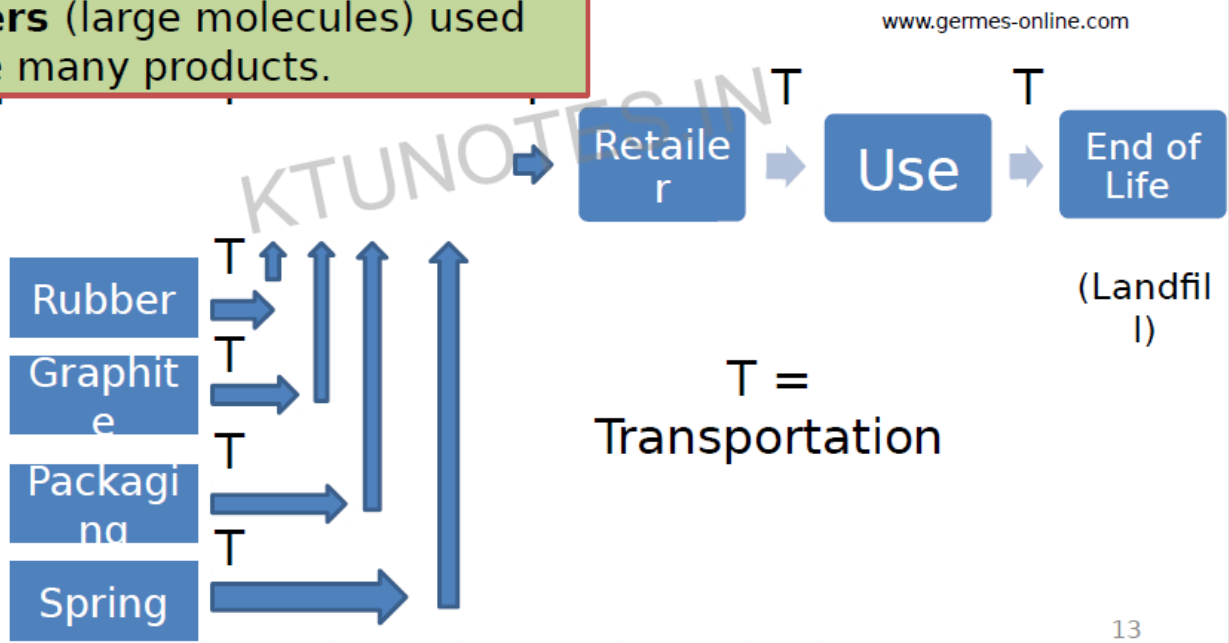 ers (large molecules) used
many products.
www.germes-online.com
T
T
KTUNOTES.IN
Retaile
r
Use
End of
Life
(Landfil
l)
T
Rubber
T
Graphit
e
T
Packagi
ng
T
Spring
T =
Transportation
13